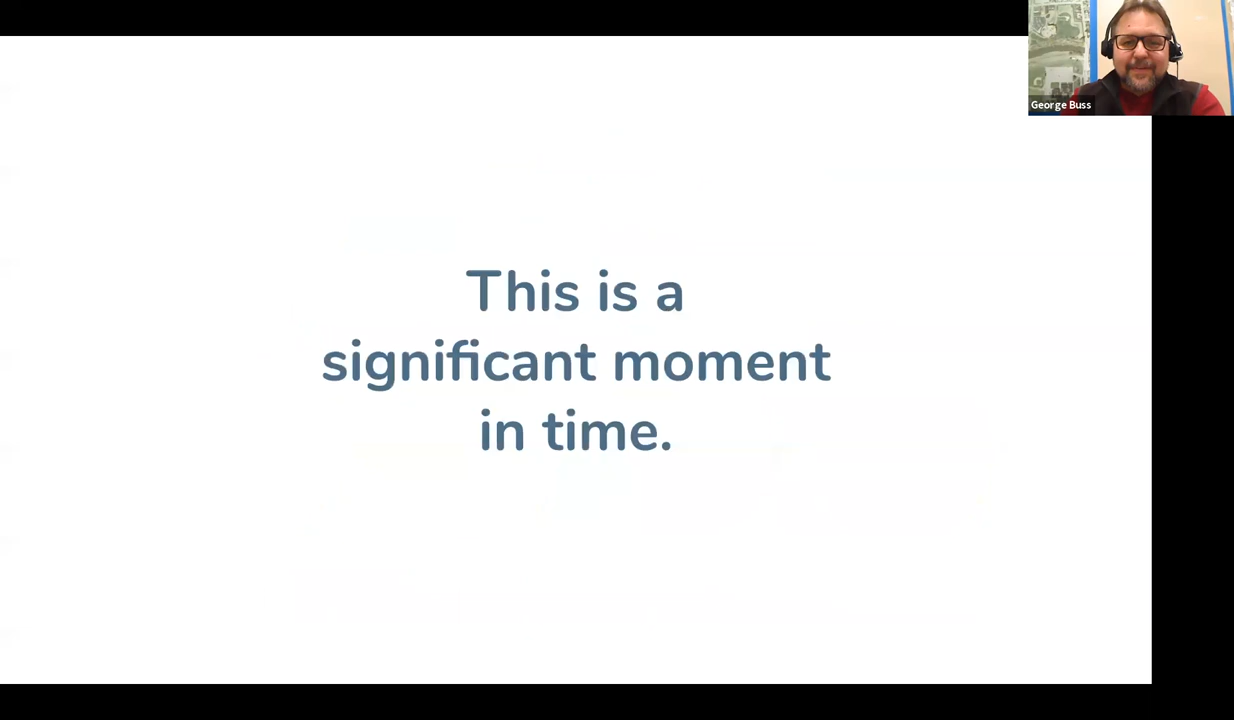 George Buss
This is a
significant moment
in time.